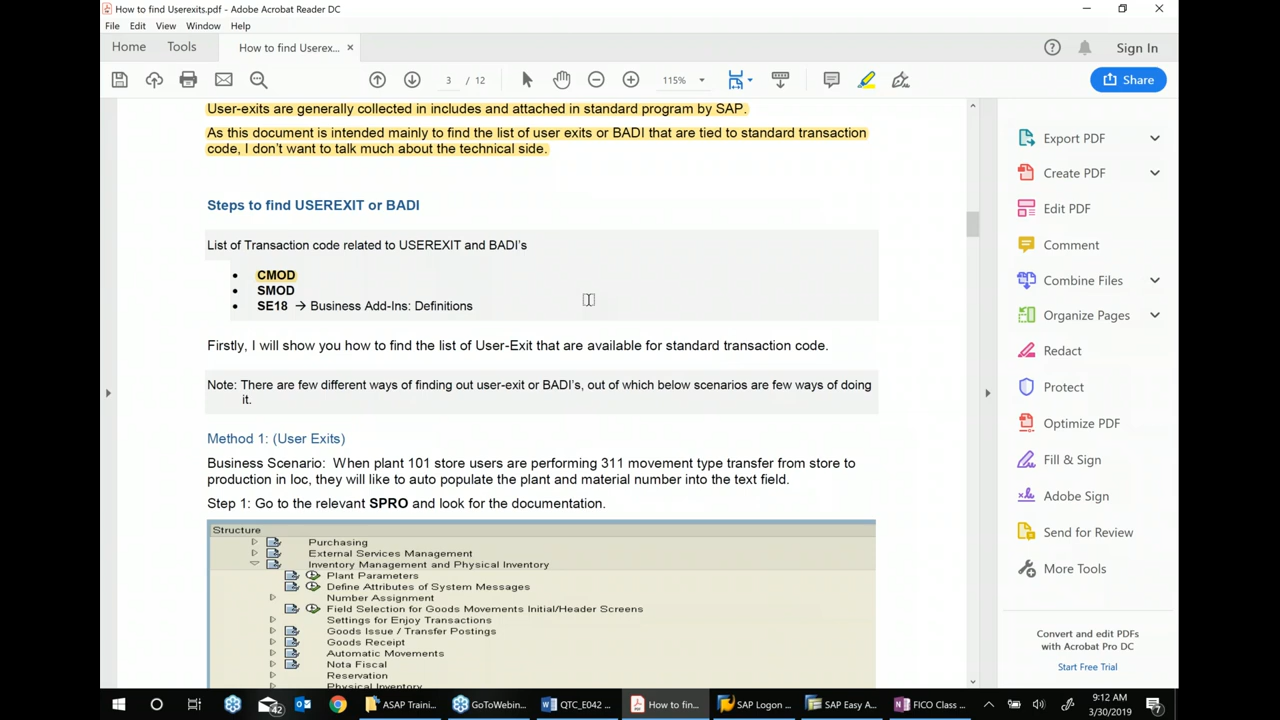 How to find Userexits.pdf - Adobe Acrobat Reader DC
File Edit View Window Help
Home Tools How to find Userex... × Sign In
3 / 12 115% Share
User-exits are generally collected in includes and attached in standard program by SAP.
As this document is intended mainly to find the list of user exits or BADI that are tied to standard transaction
code, I don't want to talk much about the technical side.
Steps to find USEREXIT or BADI
List of Transaction code related to USEREXIT and BADI's
• CMOD
• SMOD
• SE18 → Business Add-Ins: Definitions
Firstly, I will show you how to find the list of User-Exit that are available for standard transaction code.
Note: There are few different ways of finding out user-exit or BADI's, out of which below scenarios are few ways of doing
it.
Method 1: (User Exits)
Business Scenario: When plant 101 store users are performing 311 movement type transfer from store to
production in loc, they will like to auto populate the plant and material number into the text field.
Step 1: Go to the relevant SPRO and look for the documentation.
Structure
Purchasing
External Services Management
Inventory Management and Physical Inventory
Plant Parameters
Define Attributes of System Messages
Number Assignment
Field Selection for Goods Movements Initial/Header Screens
Settings for Enjoy Transactions
Goods Issue / Transfer Postings
Goods Receipt
Automatic Movements
Nota Fiscal
Reservation
Physical Inventory
Export PDF
Create PDF
Edit PDF
Comment
Combine Files
Organize Pages
Redact
Protect
Optimize PDF
Fill & Sign
Adobe Sign
Send for Review
More Tools
Convert and edit PDFs
with Acrobat Pro DC
Start Free Trial
42 ASAP Traini... GoToWebin... QTC_E042 ... How to fin... SAP Logon ... SAP Easy A... FICO Class ... 9:12 AM
3/30/2019 7